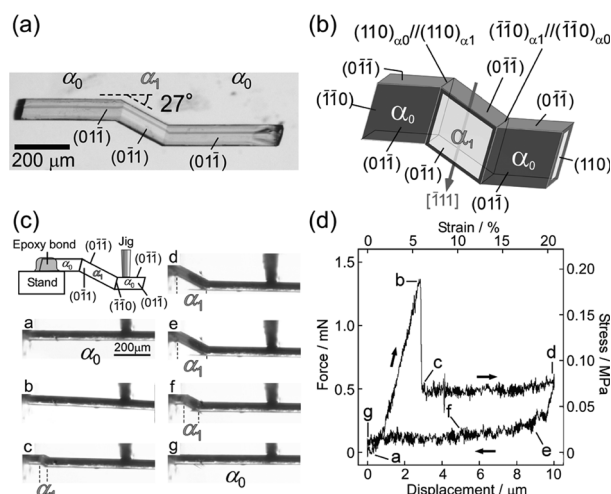 (a)
α0 α1 α0
27°
(011̄) (01̄1) (011̄)
200 μm
(b)
(110)α0//(110)α1 (1̄1̄0)α1//(1̄1̄0)α0
(01̄1̄) (01̄1̄) (01̄1̄)
(1̄1̄0)
α0 α1 α0
(011̄) (01̄1) (011̄) (110)
[1̄11]
(c)
Epoxy bond (01̄1̄) Jig (01̄1̄)
α0 α1 α0
Stand (01̄1) (1̄1̄0) (011̄)
a
200μm
α0
b
c
α1
d
α1
e
α1
f
α1
g
α0
(d)
Strain / %
0 5 10 15 20
1.5
1.0
0.5
0
Force / mN
0.20
0.15
0.10
0.05
0
Stress / MPa
b
c
d
g
f
a
e
0 2 4 6 8 10
Displacement / μm